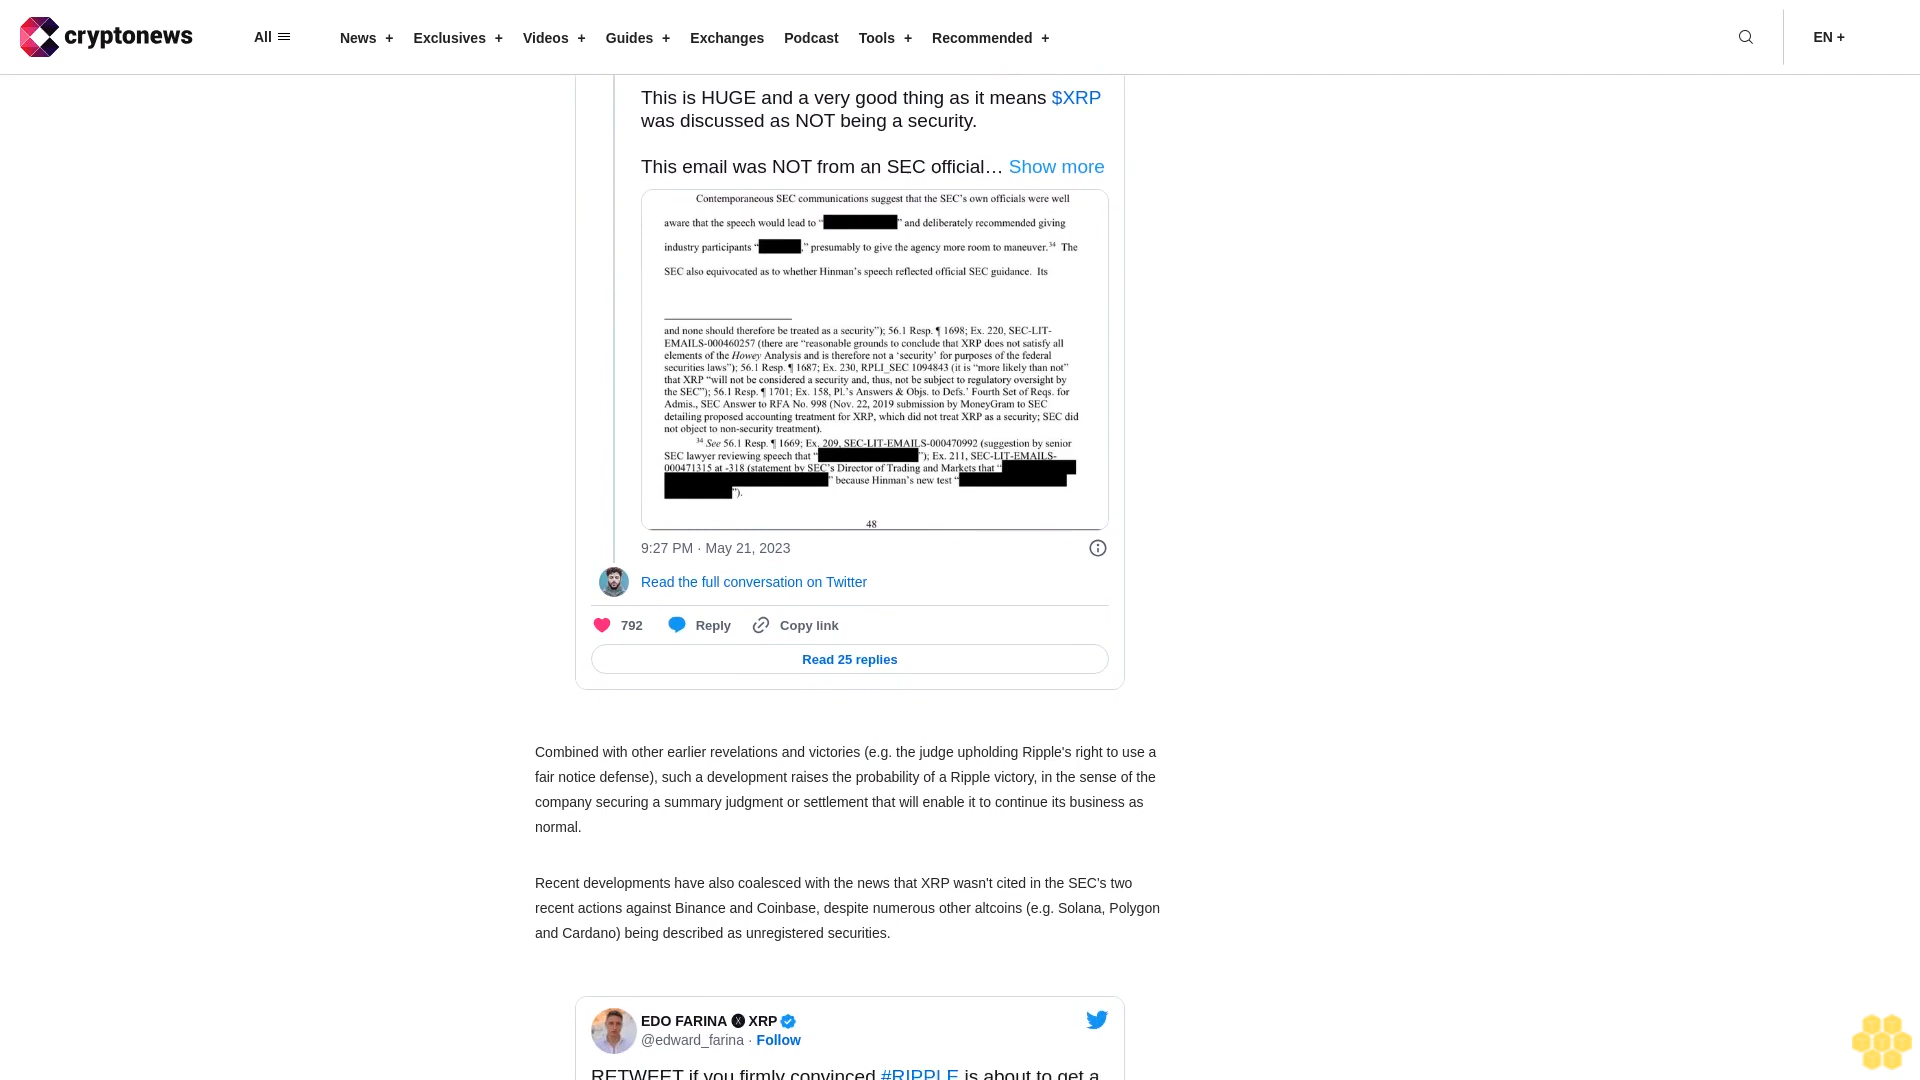 cryptonews
All
News +
Exclusives +
Videos +
Guides +
Exchanges
Podcast
Tools +
Recommended +
EN +
This is HUGE and a very good thing as it means $XRP
was discussed as NOT being a security.
This email was NOT from an SEC official… Show more
Contemporaneous SEC communications suggest that the SEC's own officials were well
aware that the speech would lead to “ ” and deliberately recommended giving
industry participants “ ,” presumably to give the agency more room to maneuver.34 The
SEC also equivocated as to whether Hinman's speech reflected official SEC guidance. Its
and none should therefore be treated as a security”); 56.1 Resp. ¶ 1698; Ex. 220, SEC-LIT-
EMAILS-000460257 (there are “reasonable grounds to conclude that XRP does not satisfy all
elements of the Howey Analysis and is therefore not a ‘security’ for purposes of the federal
securities laws”); 56.1 Resp. ¶ 1687; Ex. 230, RPLI_SEC 1094843 (it is “more likely than not”
that XRP “will not be considered a security and, thus, not be subject to regulatory oversight by
the SEC”); 56.1 Resp. ¶ 1701; Ex. 158, Pl.'s Answers & Objs. to Defs.' Fourth Set of Reqs. for
Admis., SEC Answer to RFA No. 998 (Nov. 22, 2019 submission by MoneyGram to SEC
detailing proposed accounting treatment for XRP, which did not treat XRP as a security; SEC did
not object to non-security treatment).
34 See 56.1 Resp. ¶ 1669; Ex. 209, SEC-LIT-EMAILS-000470992 (suggestion by senior
SEC lawyer reviewing speech that “ ”); Ex. 211, SEC-LIT-EMAILS-
000471315 at -318 (statement by SEC's Director of Trading and Markets that “
” because Hinman's new test “
”).
48
9:27 PM · May 21, 2023
Read the full conversation on Twitter
792
Reply
Copy link
Read 25 replies
Combined with other earlier revelations and victories (e.g. the judge upholding Ripple's right to use a
fair notice defense), such a development raises the probability of a Ripple victory, in the sense of the
company securing a summary judgment or settlement that will enable it to continue its business as
normal.
Recent developments have also coalesced with the news that XRP wasn't cited in the SEC's two
recent actions against Binance and Coinbase, despite numerous other altcoins (e.g. Solana, Polygon
and Cardano) being described as unregistered securities.
EDO FARINA 🅧 XRP
@edward_farina · Follow
RETWEET if you firmly convinced #RIPPLE is about to get a